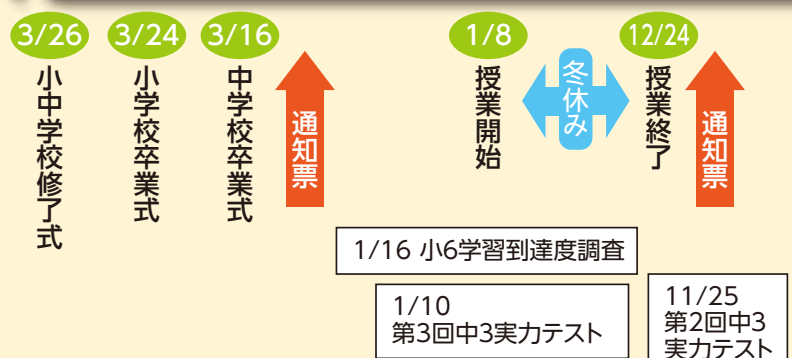 12/24
授業終了
通知票
冬休み
1/8
授業開始
通知票
3/16
中学校卒業式
3/24
小学校卒業式
3/26
小中学校修了式
1/16 小6学習到達度調査
11/25
第2回中3
実力テスト
1/10
第3回中3実力テスト